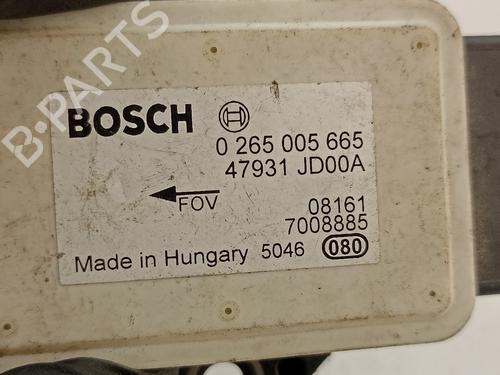 B-PARTS
BOSCH
0 265 005 665
47931 JD00A
FOV
08161
7008885
Made in Hungary 5046 080